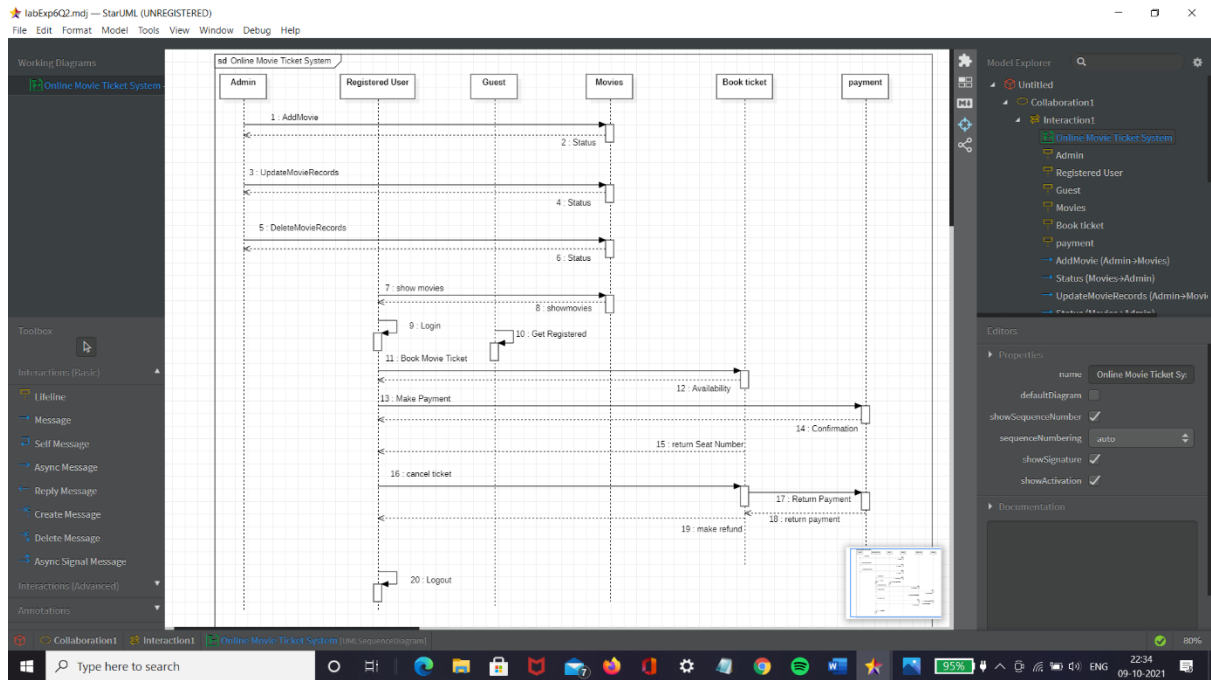 labExp6Q2.mdj — StarUML (UNREGISTERED)
File Edit Format Model Tools View Window Debug Help
Working Diagrams
Online Movie Ticket System
sd Online Movie Ticket System
Admin
Registered User
Guest
Movies
Book ticket
payment
1 : AddMovie
2 : Status
3 : UpdateMovieRecords
4 : Status
5 : DeleteMovieRecords
6 : Status
7 : show movies
8 : showmovies
9 : Login
10 : Get Registered
11 : Book Movie Ticket
12 : Availability
13 : Make Payment
14 : Confirmation
15 : return Seat Number
16 : cancel ticket
17 : Return Payment
18 : return payment
19 : make refund
20 : Logout
Toolbox
Interactions (Basic)
Lifeline
Message
Self Message
Async Message
Reply Message
Create Message
Delete Message
Async Signal Message
Interactions (Advanced)
Annotations
Model Explorer
Untitled
Collaboration1
Interaction1
Online Movie Ticket System
Admin
Registered User
Guest
Movies
Book ticket
payment
AddMovie (Admin→Movies)
Status (Movies→Admin)
UpdateMovieRecords (Admin→Movi
Status (Movies→Admin)
Editors
Properties
name Online Movie Ticket Sy:
defaultDiagram
showSequenceNumber
sequenceNumbering auto
showSignature
showActivation
Documentation
Collaboration1 Interaction1 Online Movie Ticket System [UMLSequenceDiagram]
80%
Type here to search
7
95%
ENG
22:34
09-10-2021